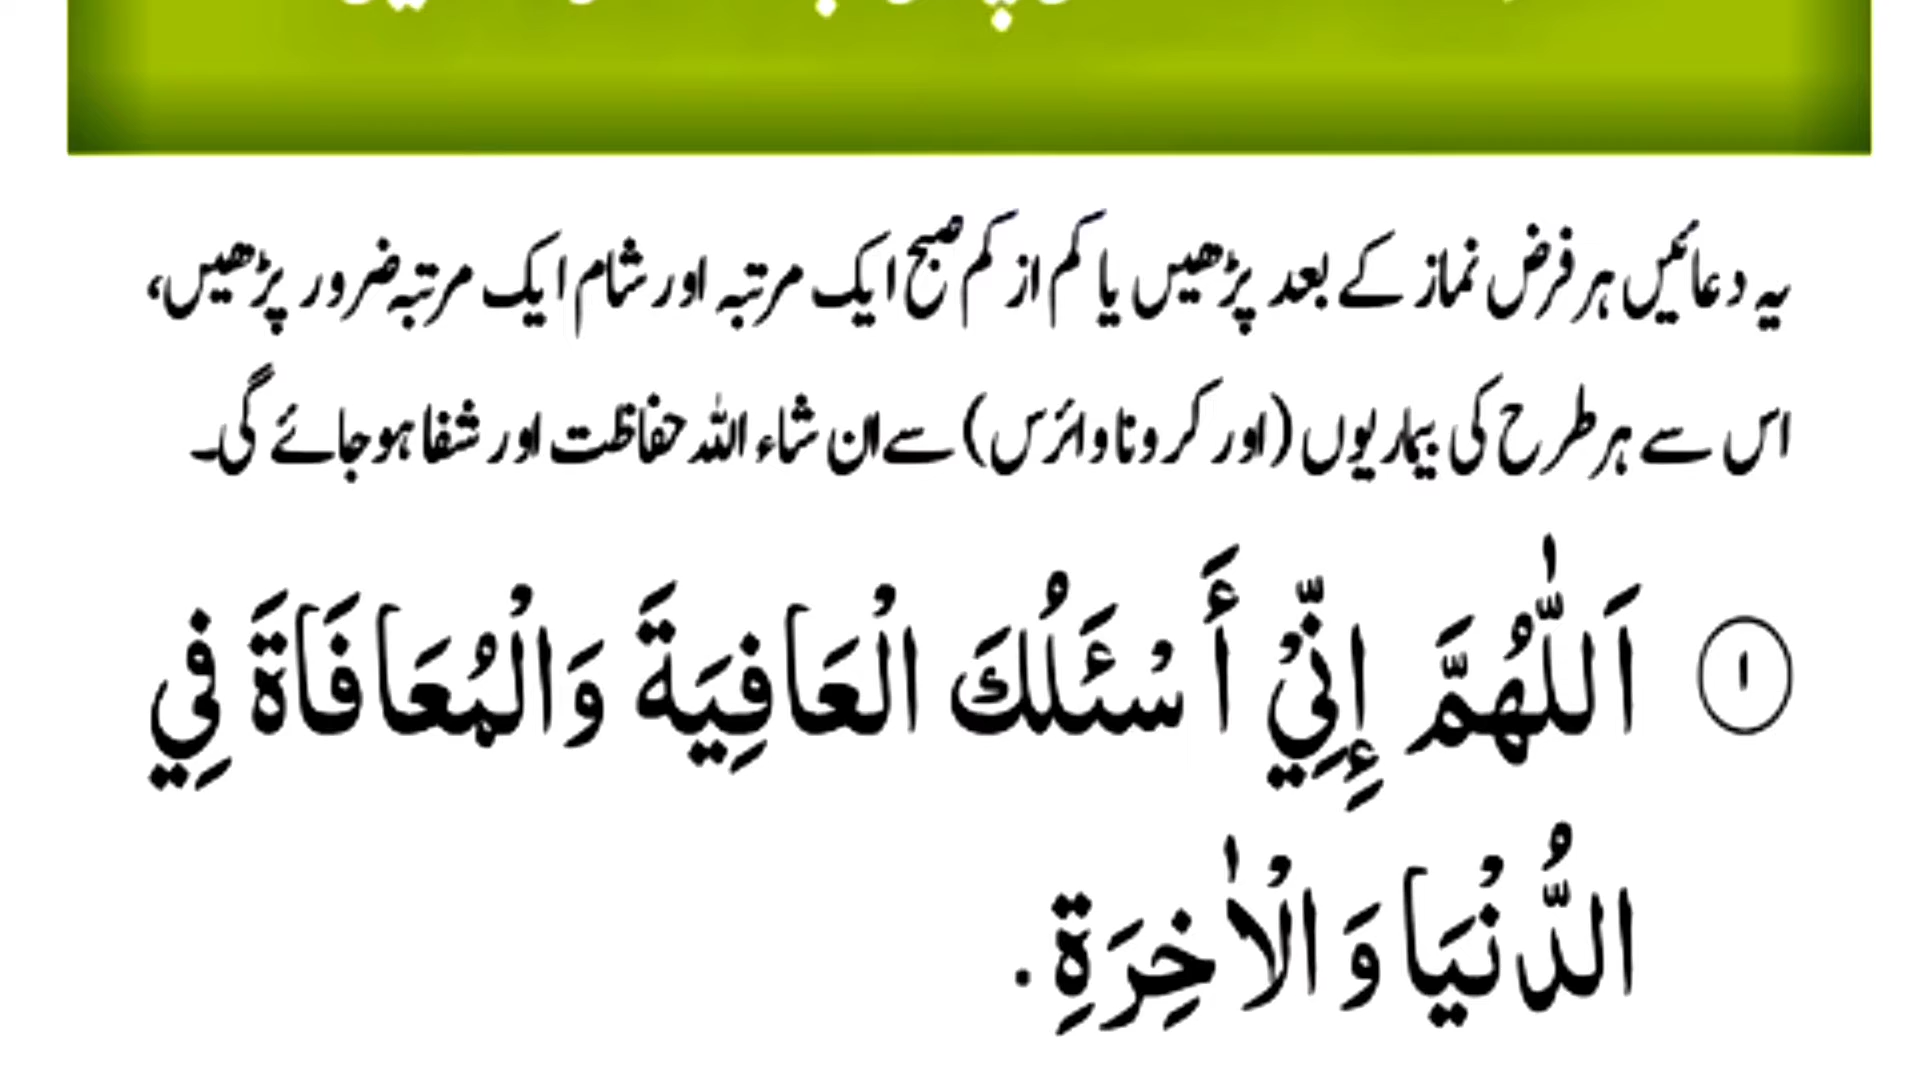 یہ دعائیں ہر فرض نماز کے بعد پڑھیں یا کم از کم صبح ایک مرتبہ اور شام ایک مرتبہ ضرور پڑھیں،
اس سے ہر طرح کی بیماریوں (اور کرونا وائرس) سے ان شاء اللہ حفاظت اور شفا ہو جائے گی۔
۱ اَللّٰهُمَّ إِنِّيْ أَسْئَلُكَ الْعَافِيَةَ وَالْمُعَافَاةَ فِي
الدُّنْيَا وَالْاٰخِرَةِ.